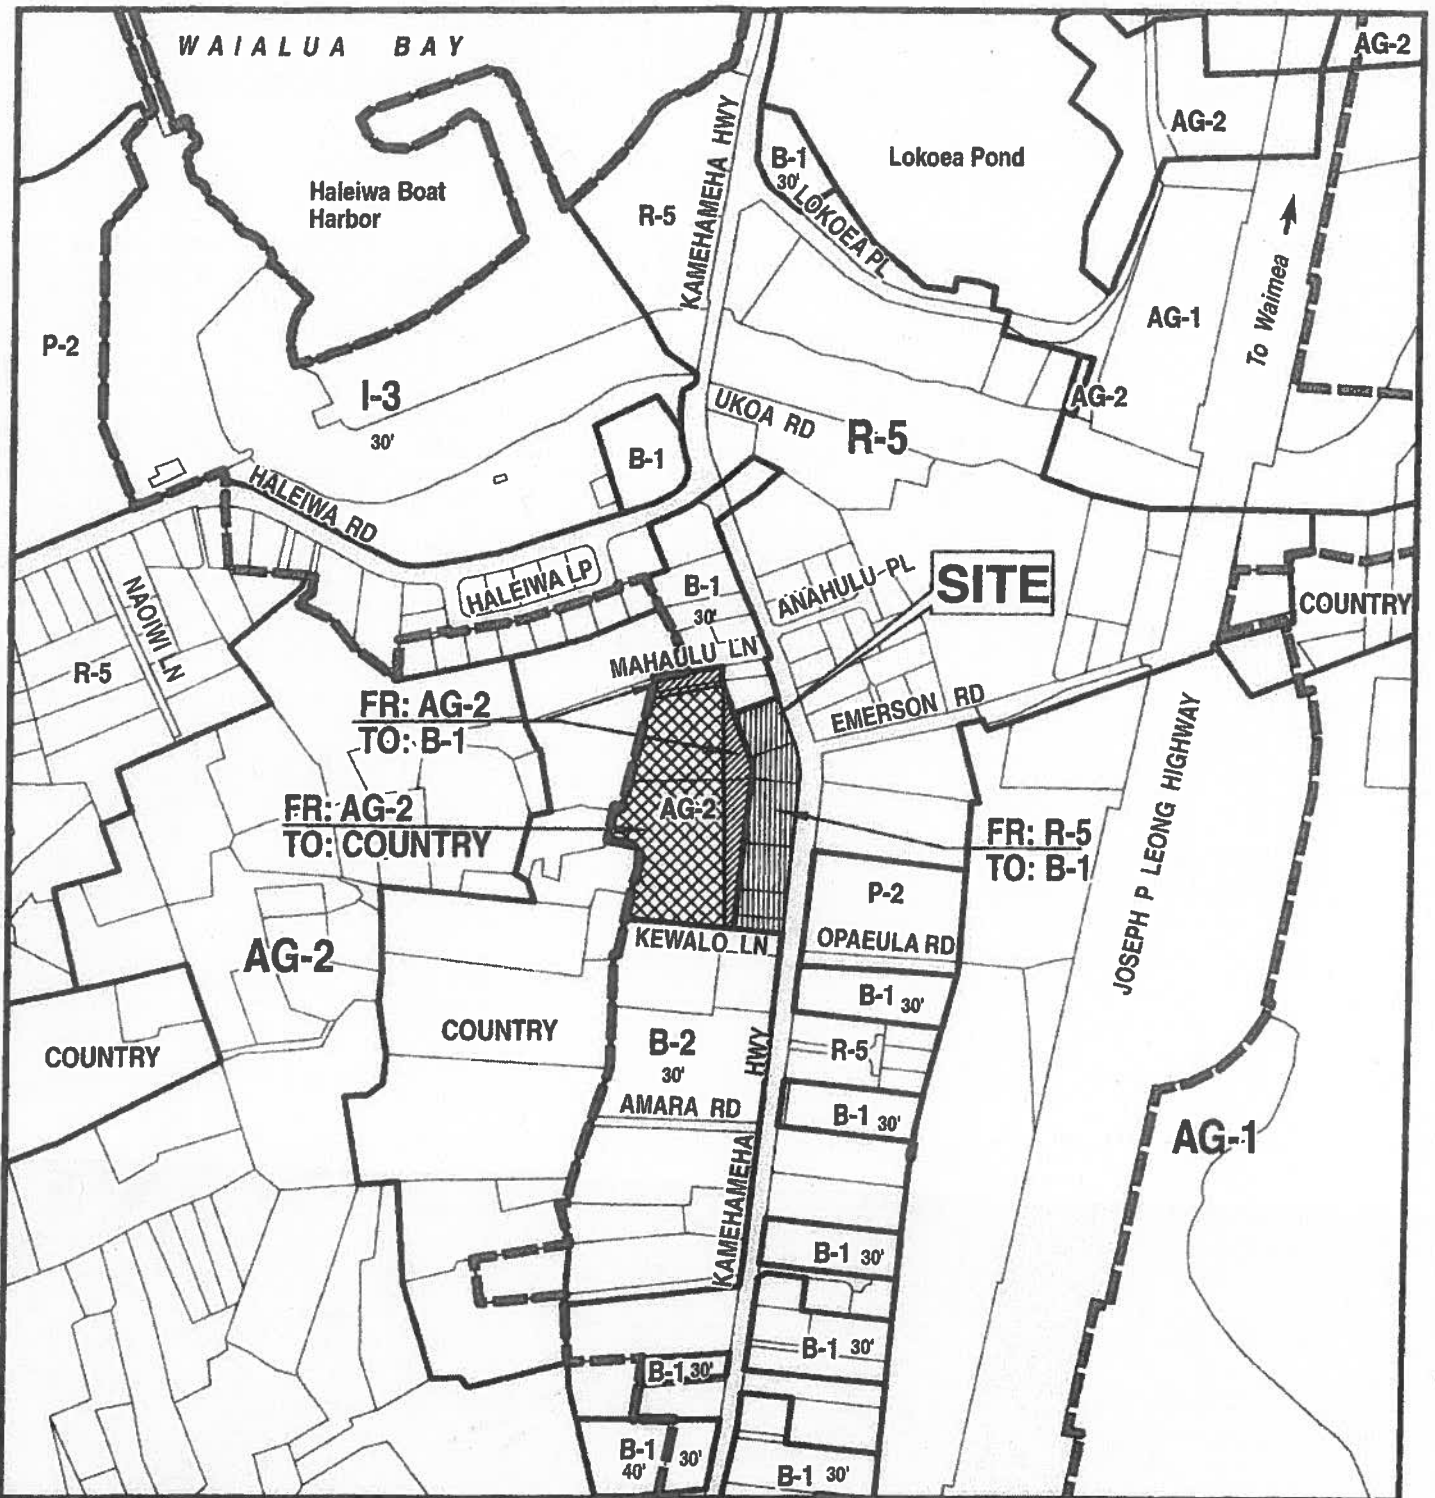 WAIALUA BAY
AG-2
KAMEHAMEHA HWY
AG-2
B-1
30'
Lokoea Pond
Haleiwa Boat
Harbor
R-5
LOKOEA PL
To Waimea
AG-1
P-2
I-3
30'
AG-2
UKOA RD
R-5
B-1
HALEIWA RD
HALEIWA LP
NAOIWI LN
B-1
30'
ANAHULU PL
SITE
COUNTRY
R-5
MAHAULU LN
EMERSON RD
FR: AG-2
TO: B-1
JOSEPH P LEONG HIGHWAY
FR: AG-2
TO: COUNTRY
AG-2
FR: R-5
TO: B-1
P-2
KEWALO LN
OPAEULA RD
AG-2
B-1 30'
COUNTRY
COUNTRY
B-2
30'
HWY
R-5
AMARA RD
B-1 30'
AG-1
KAMEHAMEHA
B-1 30'
B-1 30'
B-1 30'
B-1
40'
30'
B-1 30'